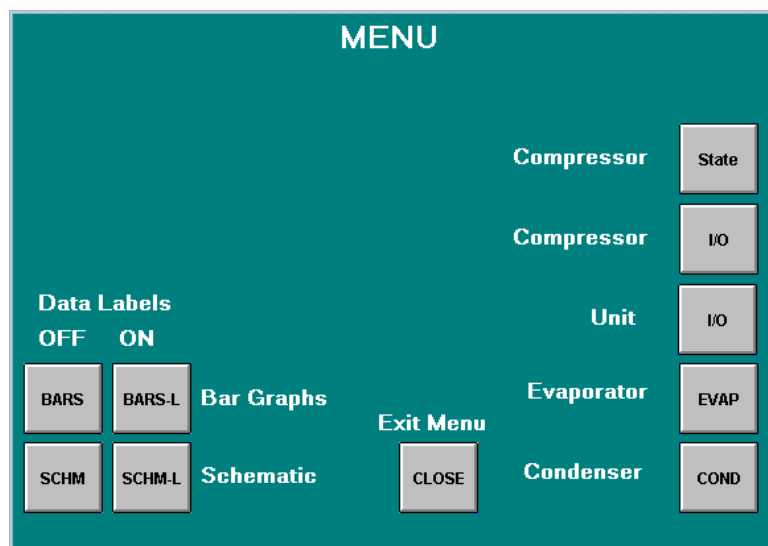 MENU
Compressor State
Compressor I/O
Data Labels
Unit I/O
OFF ON
BARS BARS-L Bar Graphs
Evaporator EVAP
Exit Menu
SCHM SCHM-L Schematic
CLOSE
Condenser COND